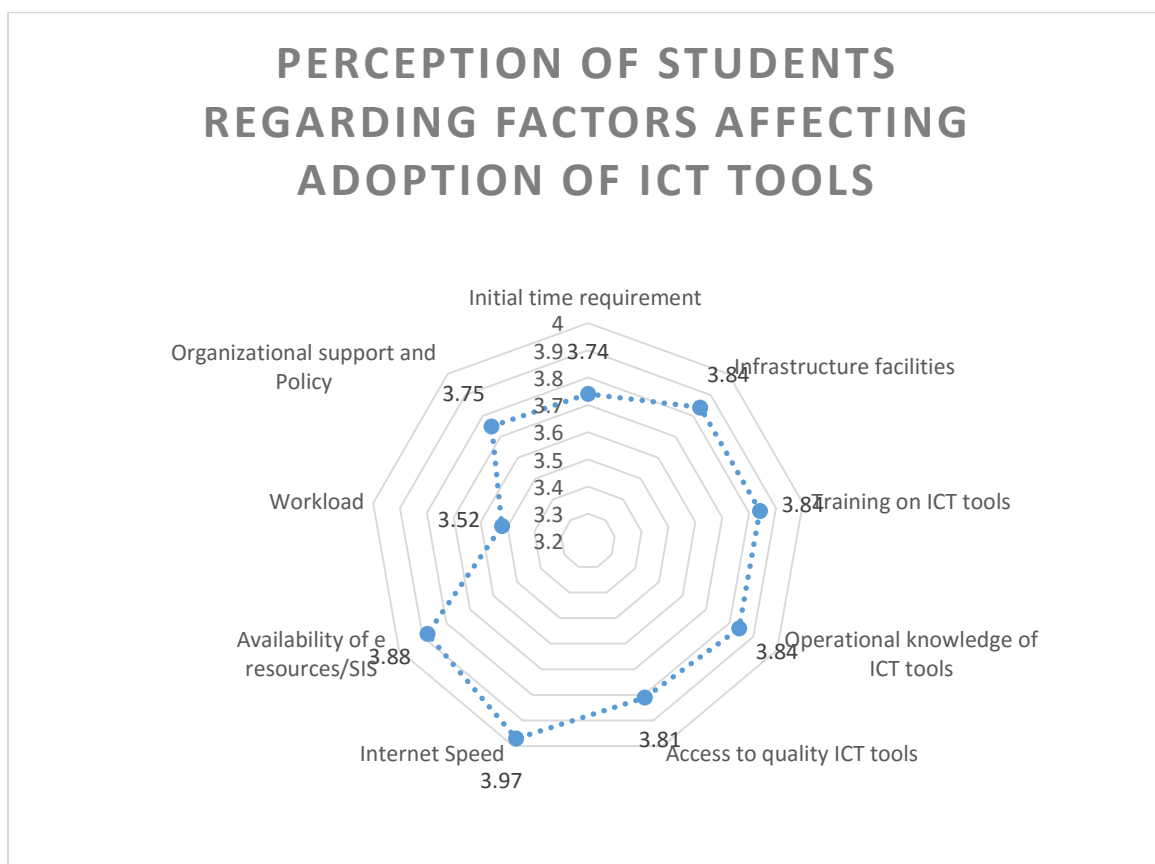 PERCEPTION OF STUDENTS
REGARDING FACTORS AFFECTING
ADOPTION OF ICT TOOLS
Initial time requirement
4
3.9
3.74
3.8
3.7
3.6
3.5
3.4
3.3
3.2
Infrastructure facilities
3.84
Training on ICT tools
3.84
Operational knowledge of
ICT tools
3.84
Access to quality ICT tools
3.81
Internet Speed
3.97
Availability of e
resources/SIS
3.88
Workload
3.52
Organizational support and
Policy
3.75